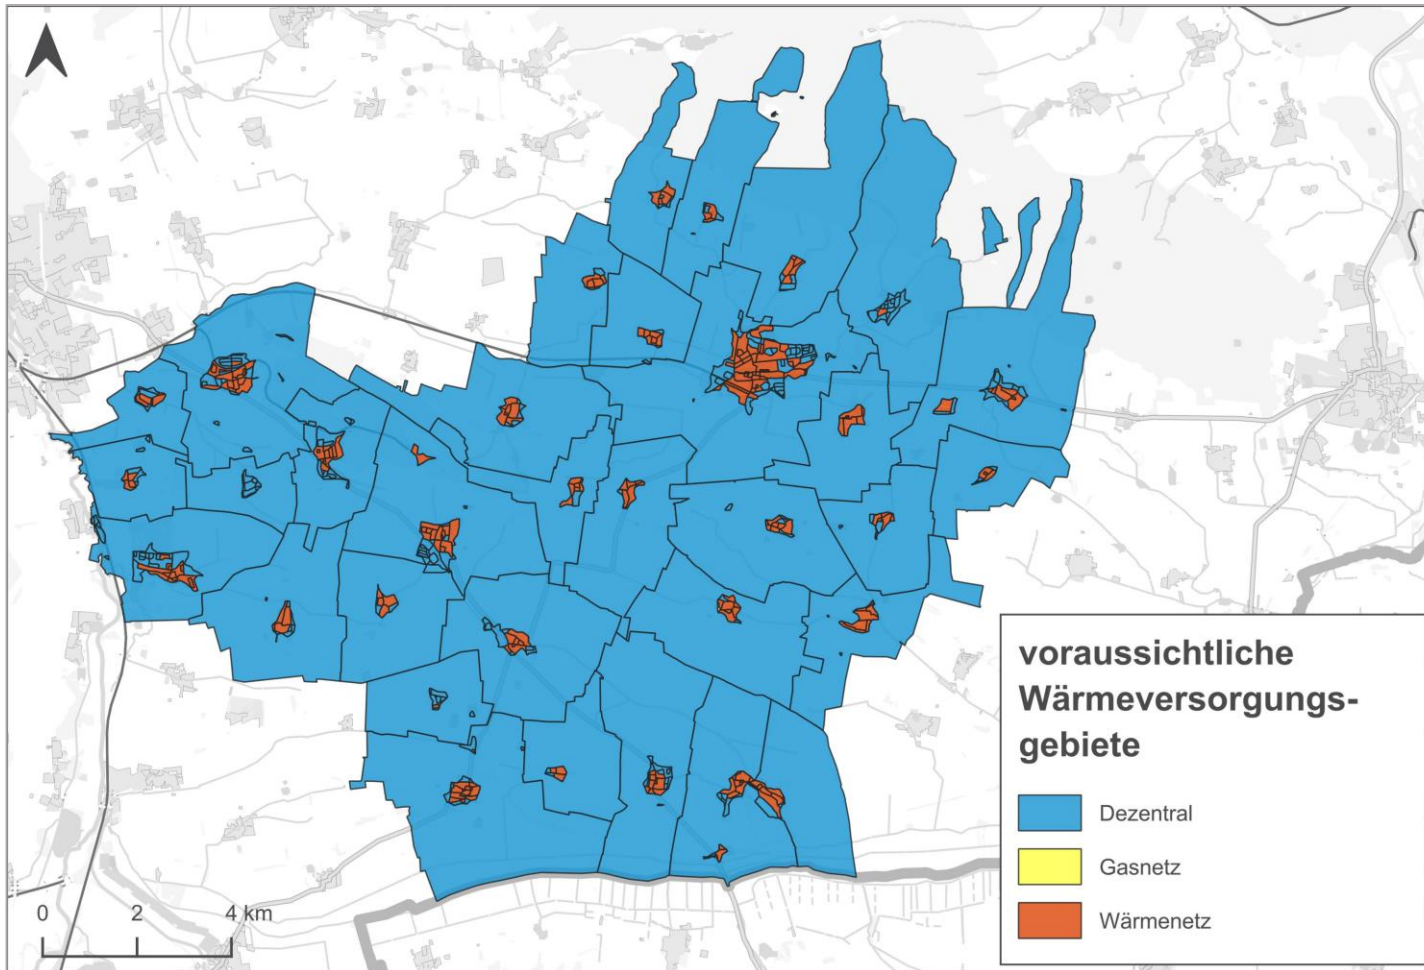 voraussichtliche
Wärmeversorgungs-
gebiete
Dezentral
Gasnetz
Wärmenetz
0 2 4 km